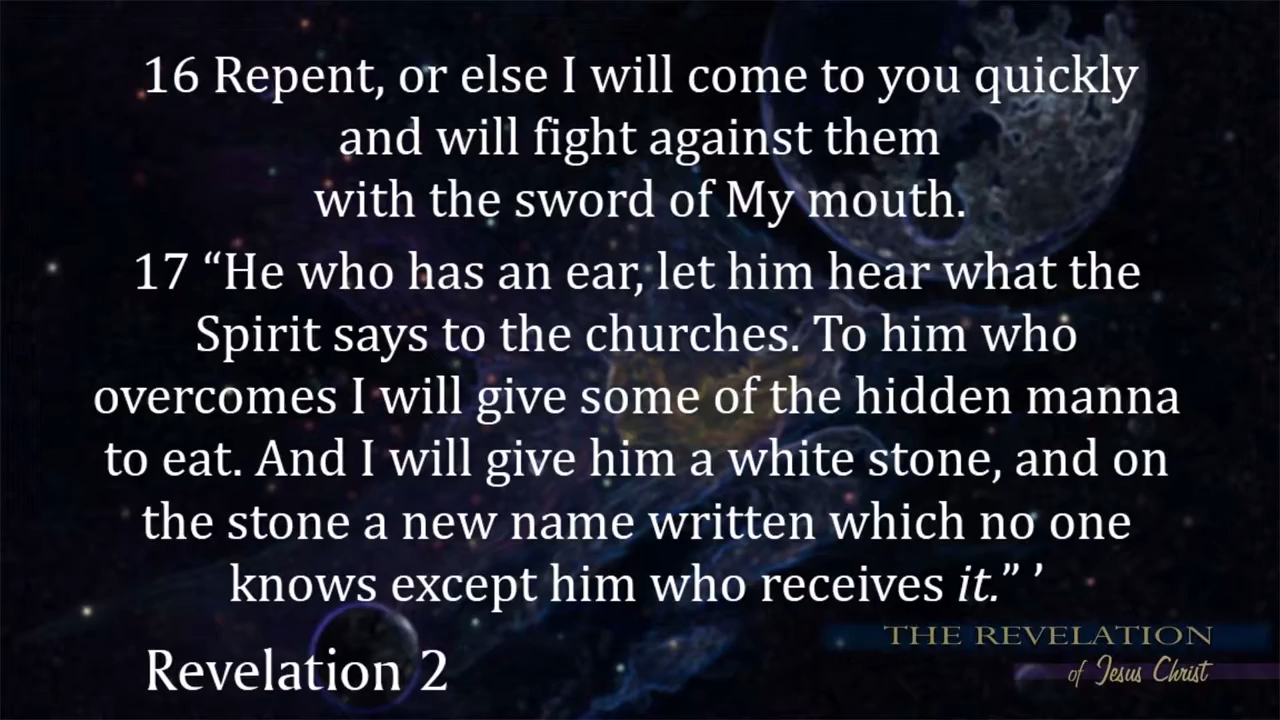 16 Repent, or else I will come to you quickly
and will fight against them
with the sword of My mouth.
17 “He who has an ear, let him hear what the
Spirit says to the churches. To him who
overcomes I will give some of the hidden manna
to eat. And I will give him a white stone, and on
the stone a new name written which no one
knows except him who receives it.” ’
Revelation 2
THE REVELATION
of Jesus Christ